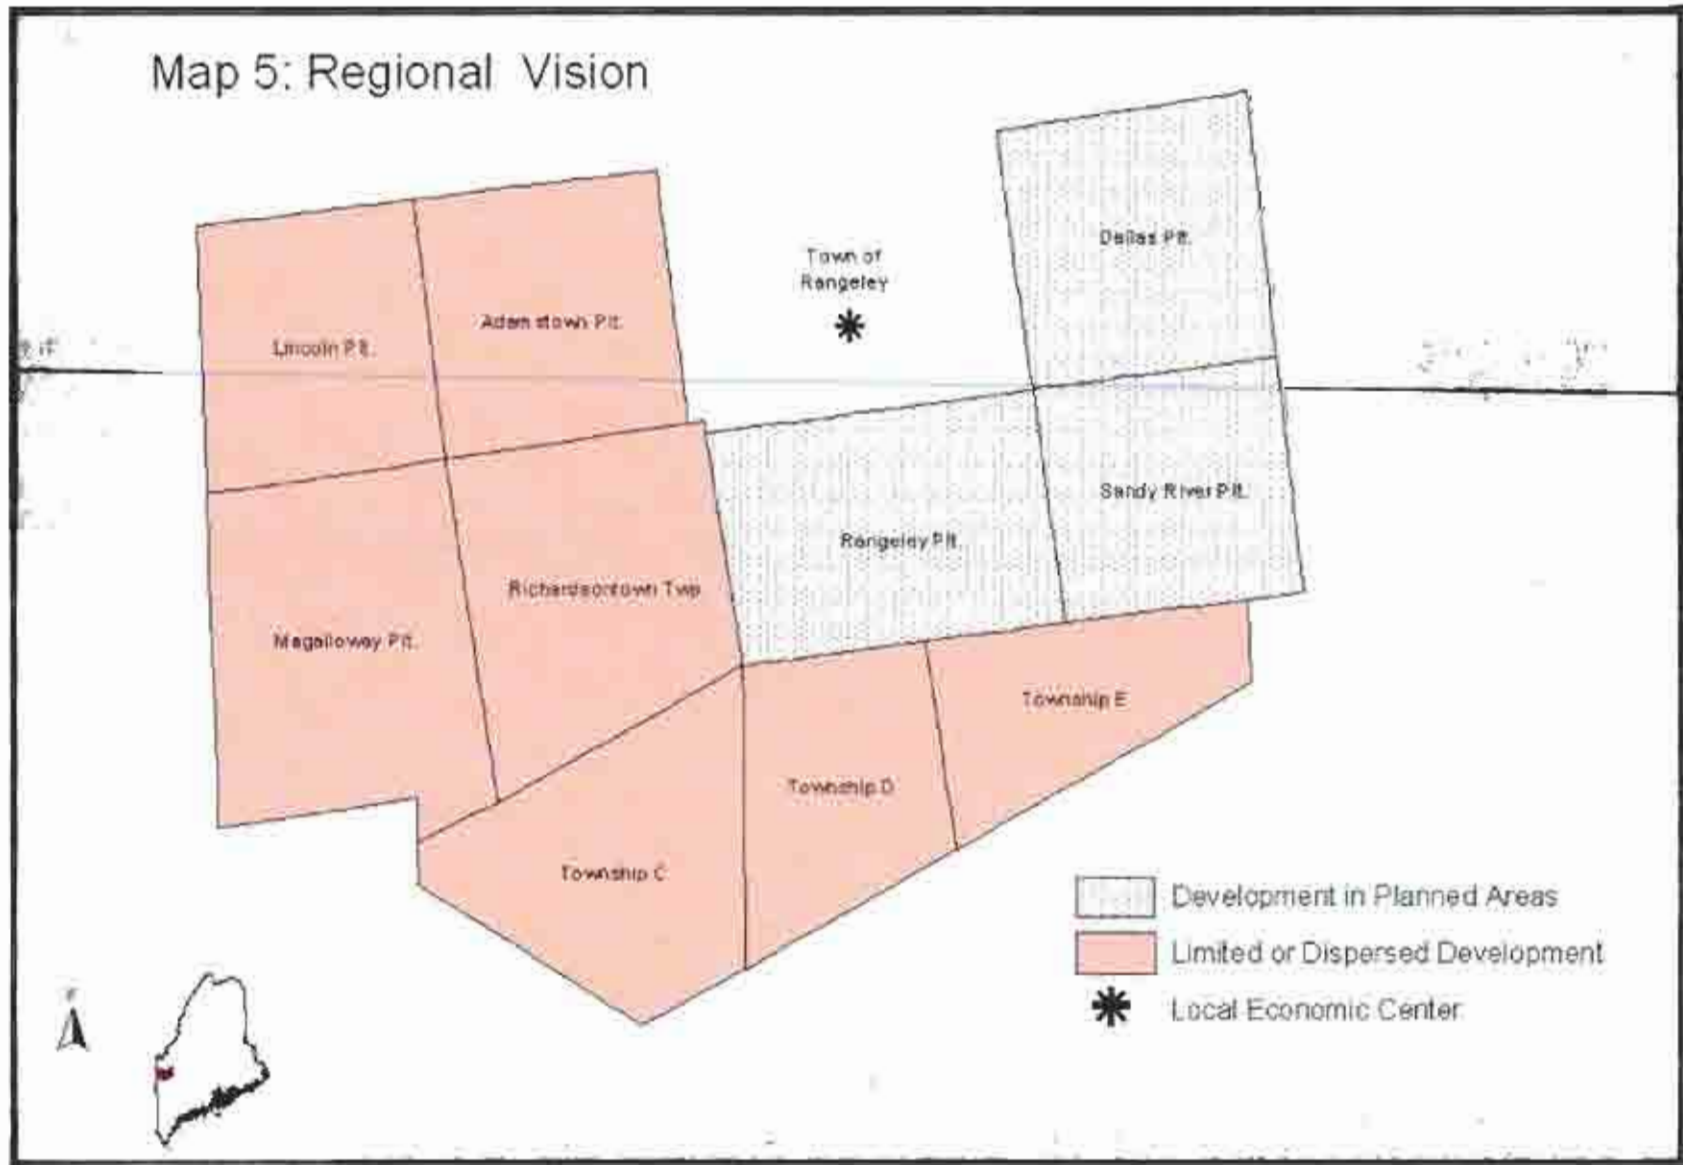 Map 5: Regional Vision
Dallas Plt.
Town of
Rangeley
Adamstown Plt.
Lincoln Plt.
Sandy River Plt.
Rangeley Plt.
Richardsontown Twp
Magalloway Plt.
Township E
Township D
Township C
Development in Planned Areas
Limited or Dispersed Development
Local Economic Center